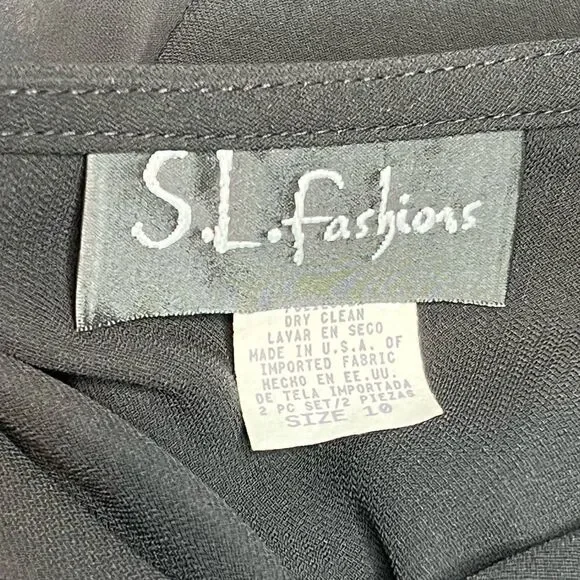 S.L. fashions
DRY CLEAN
LAVAR EN SECO
MADE IN U.S.A. OF
IMPORTED FABRIC
HECHO EN EE.UU.
DE TELA IMPORTADA
2 PC SET/2 PIEZAS
SIZE 10